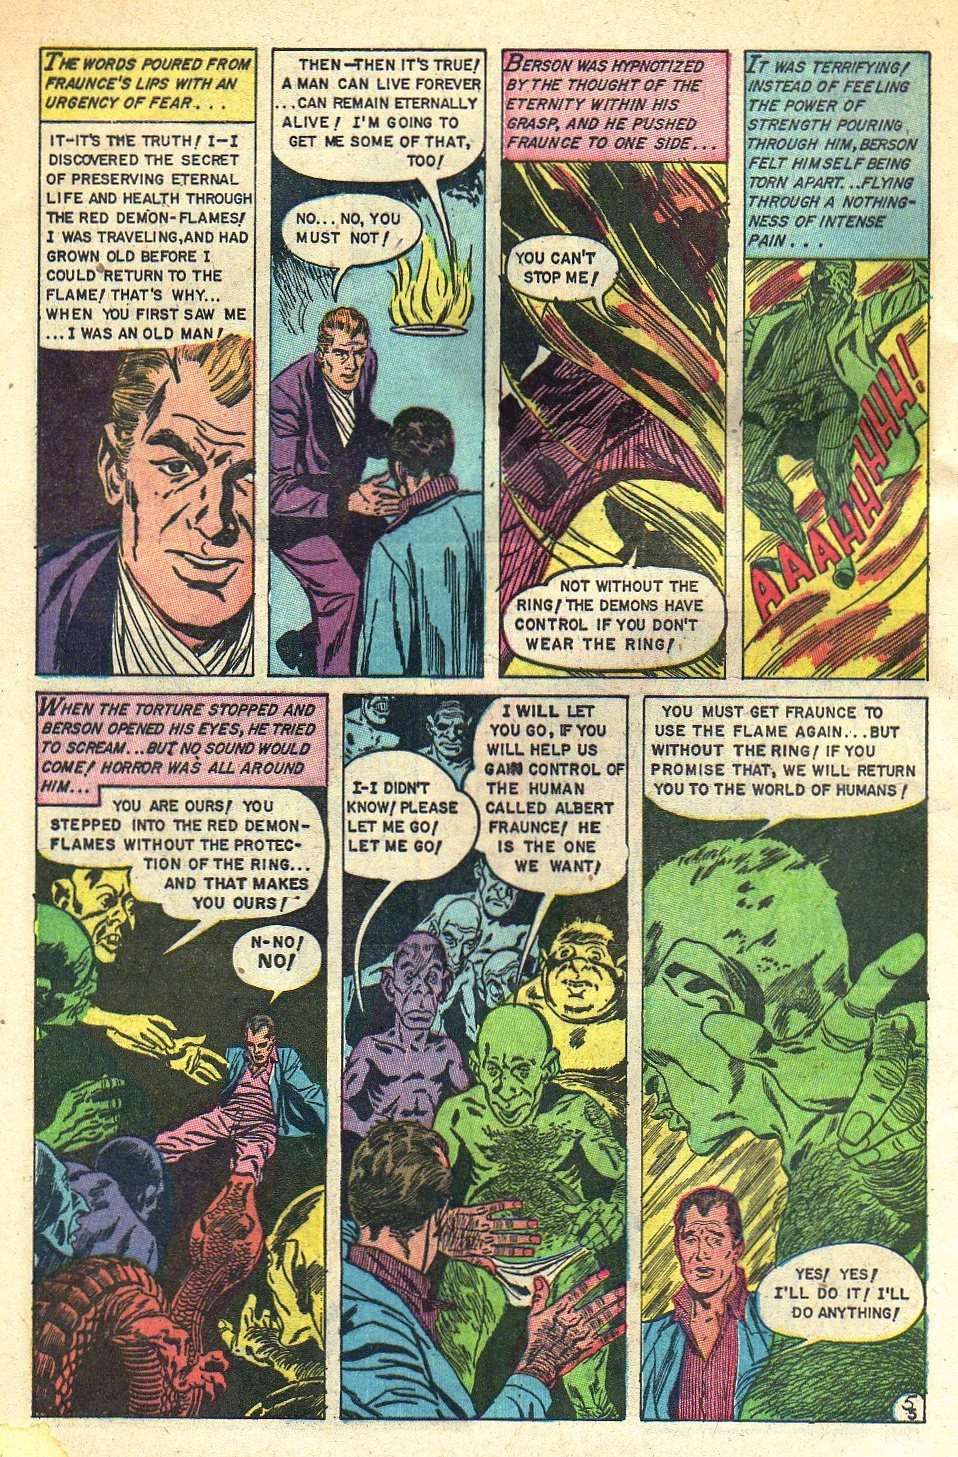 THE WORDS POURED FROM
FRAUNCE'S LIPS WITH AN
URGENCY OF FEAR...
IT-IT'S THE TRUTH! I-I
DISCOVERED THE SECRET
OF PRESERVING ETERNAL
LIFE AND HEALTH THROUGH
THE RED DEMON-FLAMES!
I WAS TRAVELING, AND HAD
GROWN OLD BEFORE I
COULD RETURN TO THE
FLAME! THAT'S WHY...
WHEN YOU FIRST SAW ME
...I WAS AN OLD MAN!
THEN-THEN IT'S TRUE!
A MAN CAN LIVE FOREVER
...CAN REMAIN ETERNALLY
ALIVE! I'M GOING TO
GET ME SOME OF THAT,
TOO!
NO... NO, YOU
MUST NOT!
BERSON WAS HYPNOTIZED
BY THE THOUGHT OF THE
ETERNITY WITHIN HIS
GRASP, AND HE PUSHED
FRAUNCE TO ONE SIDE...
YOU CAN'T
STOP ME!
NOT WITHOUT THE
RING! THE DEMONS HAVE
CONTROL IF YOU DON'T
WEAR THE RING!
IT WAS TERRIFYING!
INSTEAD OF FEELING
THE POWER OF
STRENGTH POURING
THROUGH HIM, BERSON
FELT HIMSELF BEING
TORN APART...FLYING
THROUGH A NOTHING-
NESS OF INTENSE
PAIN...
AAAHHHHHH!
WHEN THE TORTURE STOPPED AND
BERSON OPENED HIS EYES, HE TRIED
TO SCREAM...BUT NO SOUND WOULD
COME! HORROR WAS ALL AROUND
HIM...
YOU ARE OURS! YOU
STEPPED INTO THE RED DEMON-
FLAMES WITHOUT THE PROTEC-
TION OF THE RING...
AND THAT MAKES
YOU OURS!
N-NO!
NO!
I-I DIDN'T
KNOW! PLEASE
LET ME GO!
LET ME GO!
I WILL LET
YOU GO, IF YOU
WILL HELP US
GAIN CONTROL OF
THE HUMAN
CALLED ALBERT
FRAUNCE! HE
IS THE ONE
WE WANT!
YOU MUST GET FRAUNCE TO
USE THE FLAME AGAIN...BUT
WITHOUT THE RING! IF YOU
PROMISE THAT, WE WILL RETURN
YOU TO THE WORLD OF HUMANS!
YES! YES!
I'LL DO IT! I'LL
DO ANYTHING!
5